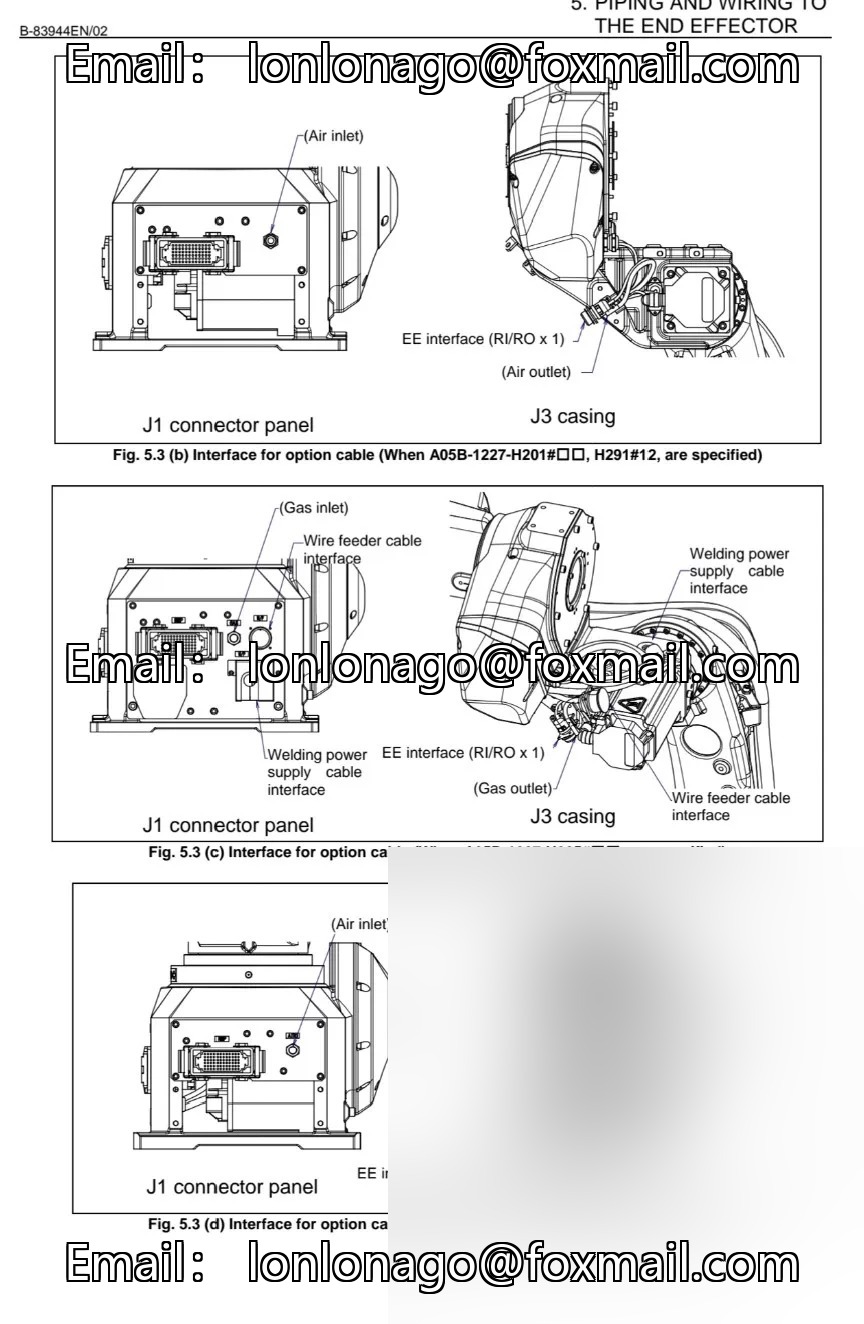 5. PIPING AND WIRING TO
B-83944EN/02
THE END EFFECTOR
Email： lonlonago@foxmail.com
(Air inlet)
EE interface (RI/RO x 1)
(Air outlet)
J1 connector panel
J3 casing
Fig. 5.3 (b) Interface for option cable (When A05B-1227-H201#□□, H291#12, are specified)
(Gas inlet)
Wire feeder cable
interface
Welding power
supply cable
interface
Email： lonlonago@foxmail.com
Welding power
supply cable
interface
EE interface (RI/RO x 1)
(Gas outlet)
Wire feeder cable
interface
J1 connector panel
J3 casing
Fig. 5.3 (c) Interface for option
(Air inlet)
EE
J1 connector panel
Fig. 5.3 (d) Interface for option
Email： lonlonago@foxmail.com